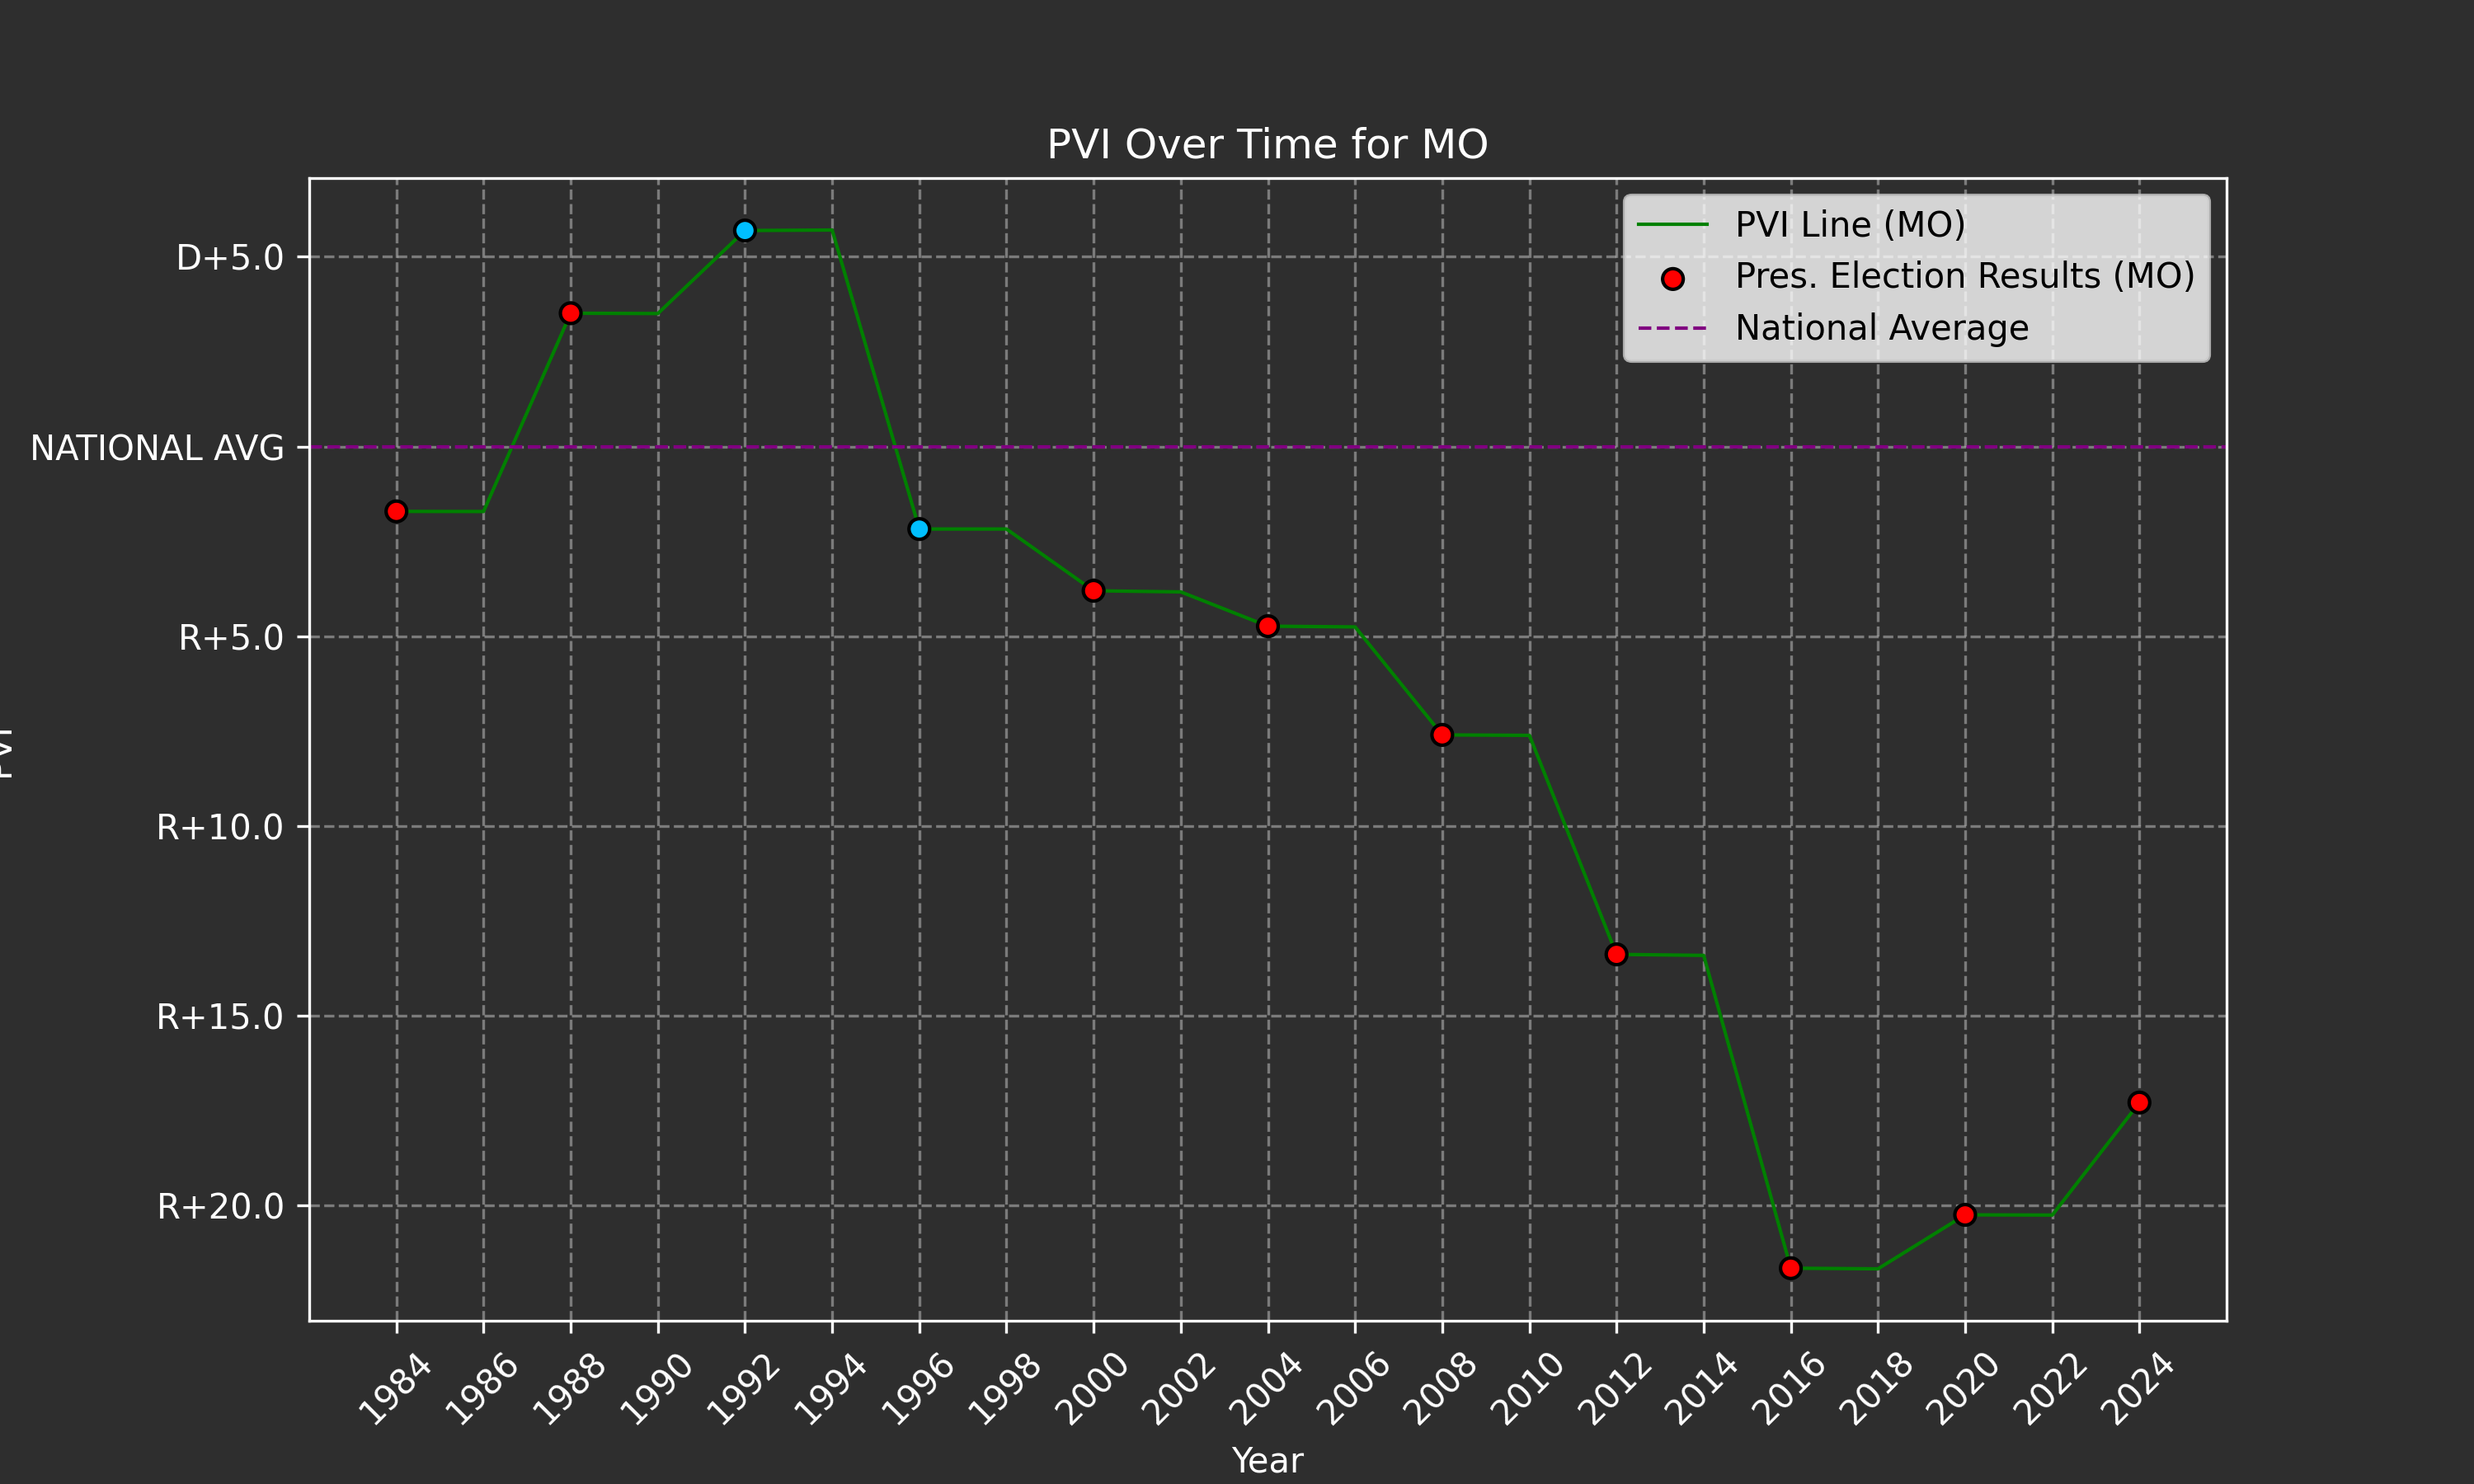 PVI Over Time for MO
PVI Line (MO)
Pres. Election Results (MO)
National Average
D+5.0
NATIONAL AVG
R+5.0
R+10.0
R+15.0
R+20.0
PVI
1984
1986
1988
1990
1992
1994
1996
1998
2000
2002
2004
2006
2008
2010
2012
2014
2016
2018
2020
2022
2024
Year